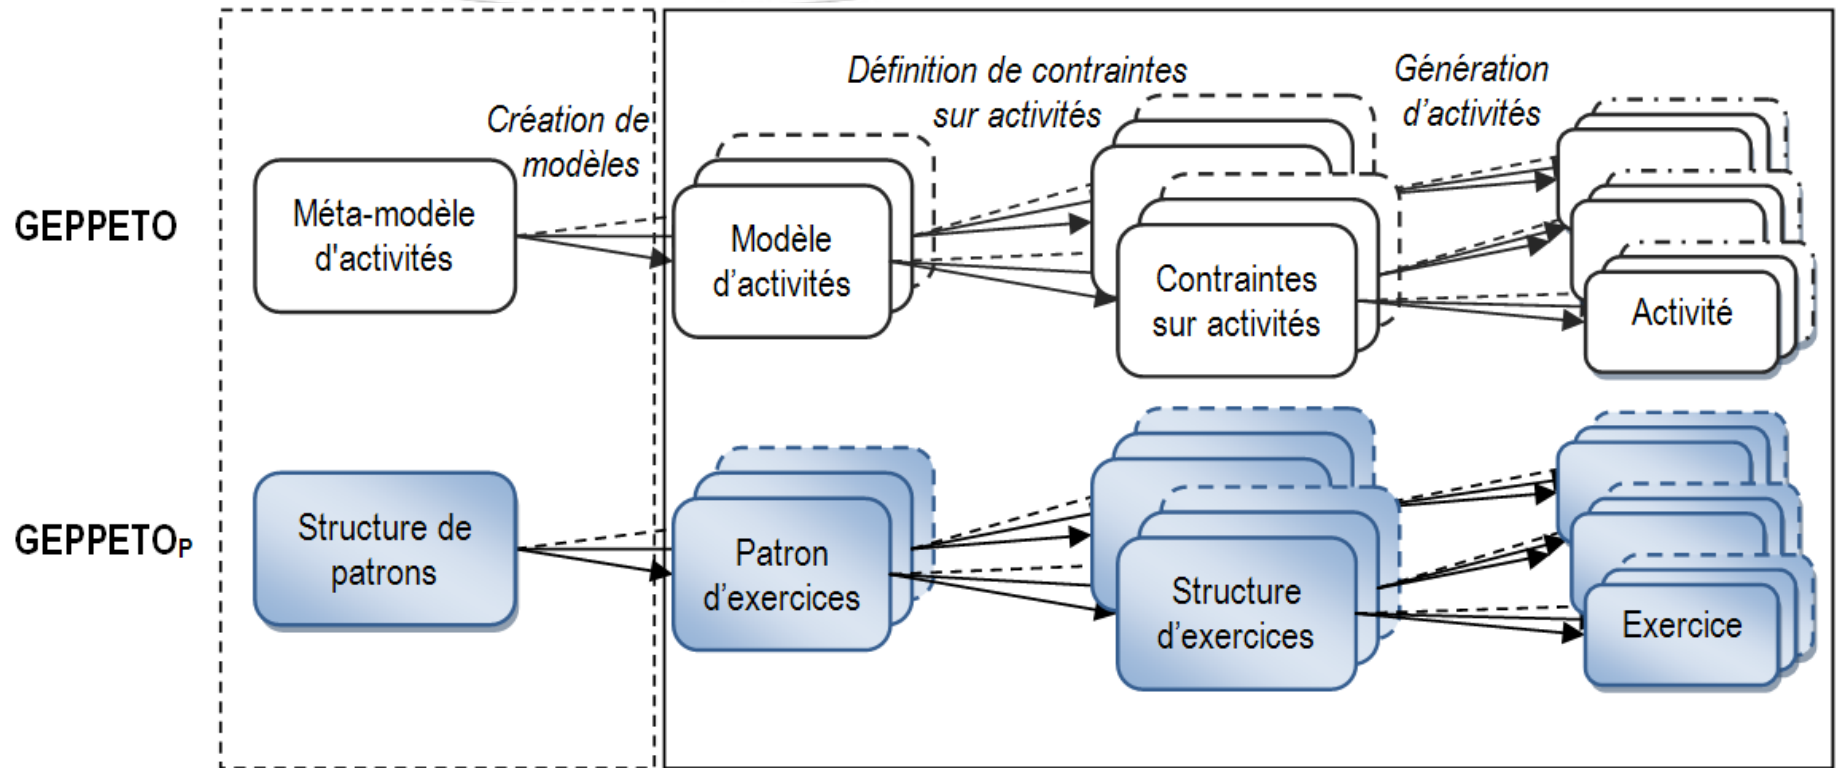 Définition de contraintes
sur activités
Génération
d'activités
Création de
modèles
GEPPETO
Méta-modèle
d'activités
Modèle
d'activités
Contraintes
sur activités
Activité
GEPPETOP
Structure de
patrons
Patron
d'exercices
Structure
d'exercices
Exercice